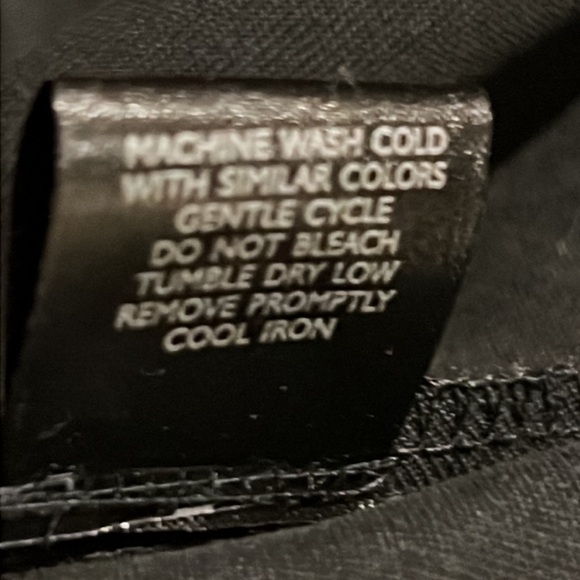 MACHINE WASH COLD
WITH SIMILAR COLORS
GENTLE CYCLE
DO NOT BLEACH
TUMBLE DRY LOW
REMOVE PROMPTLY
COOL IRON